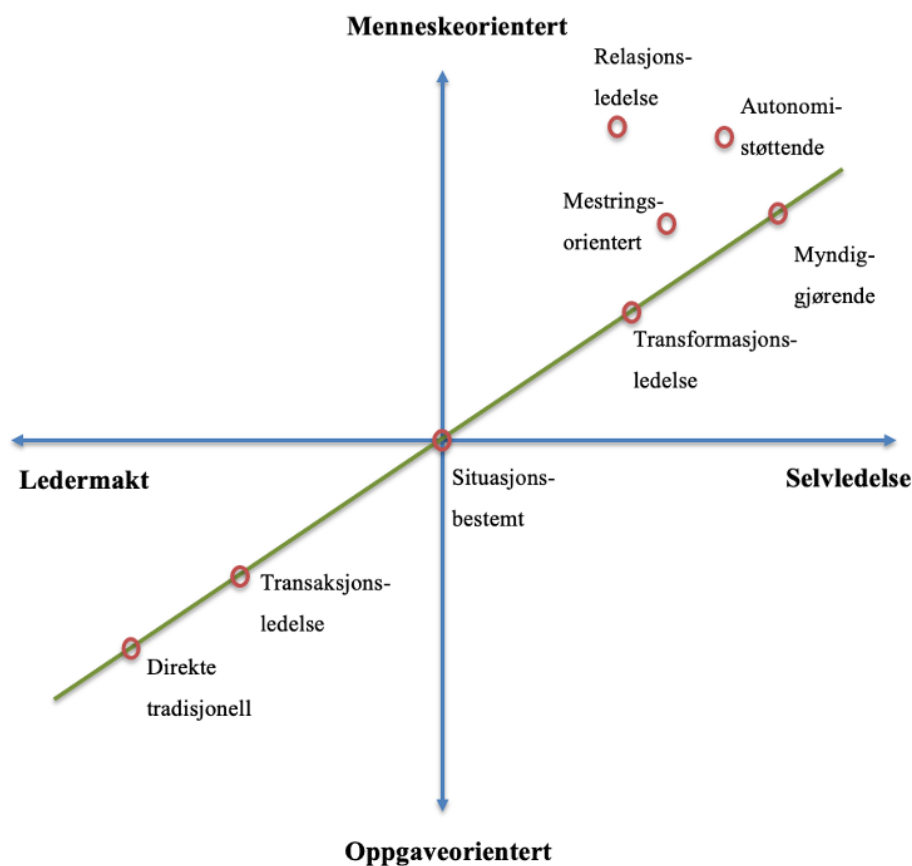 Menneskeorientert
Relasjons-
ledelse
Autonomi-
støttende
Mestrings-
orientert
Myndig-
gjørende
Transformasjons-
ledelse
Ledermakt
Selvledelse
Situasjons-
bestemt
Transaksjons-
ledelse
Direkte
tradisjonell
Oppgaveorientert